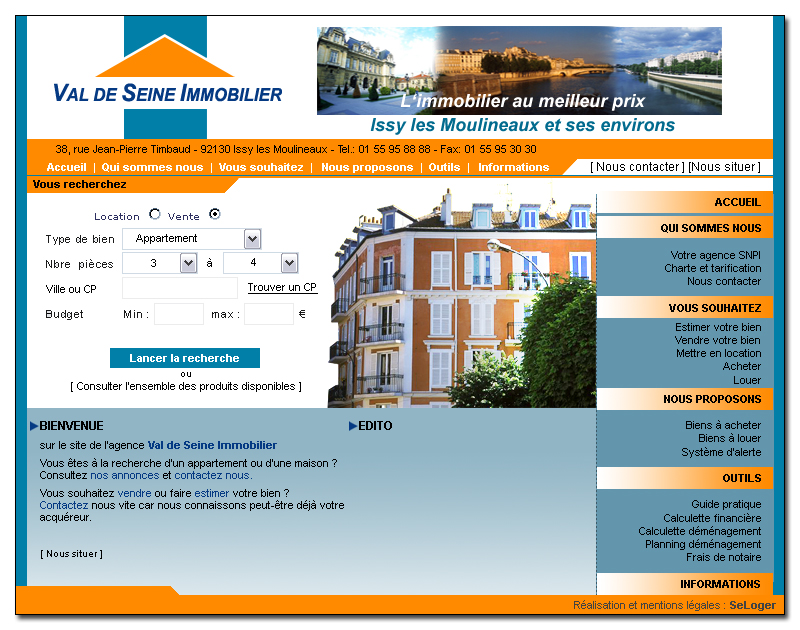 VAL DE SEINE IMMOBILIER
L'immobilier au meilleur prix
Issy les Moulineaux et ses environs
38, rue Jean-Pierre Timbaud - 92130 Issy les Moulineaux - Tel.: 01 55 95 88 88 - Fax: 01 55 95 30 30
Accueil | Qui sommes nous | Vous souhaitez | Nous proposons | Outils | Informations
[ Nous contacter ] [Nous situer ]
Vous recherchez
Location Vente
Type de bien Appartement
Nbre pièces 3 à 4
Ville ou CP Trouver un CP
Budget Min : max : €
Lancer la recherche
ou
[ Consulter l'ensemble des produits disponibles ]
BIENVENUE
sur le site de l'agence Val de Seine Immobilier
Vous êtes à la recherche d'un appartement ou d'une maison ?
Consultez nos annonces et contactez nous.
Vous souhaitez vendre ou faire estimer votre bien ?
Contactez nous vite car nous connaissons peut-être déjà votre
acquéreur.
[ Nous situer ]
EDITO
ACCUEIL
QUI SOMMES NOUS
Votre agence SNPI
Charte et tarification
Nous contacter
VOUS SOUHAITEZ
Estimer votre bien
Vendre votre bien
Mettre en location
Acheter
Louer
NOUS PROPOSONS
Biens à acheter
Biens à louer
Système d'alerte
OUTILS
Guide pratique
Calculette financière
Calculette déménagement
Planning déménagement
Frais de notaire
INFORMATIONS
Réalisation et mentions légales : SeLoger